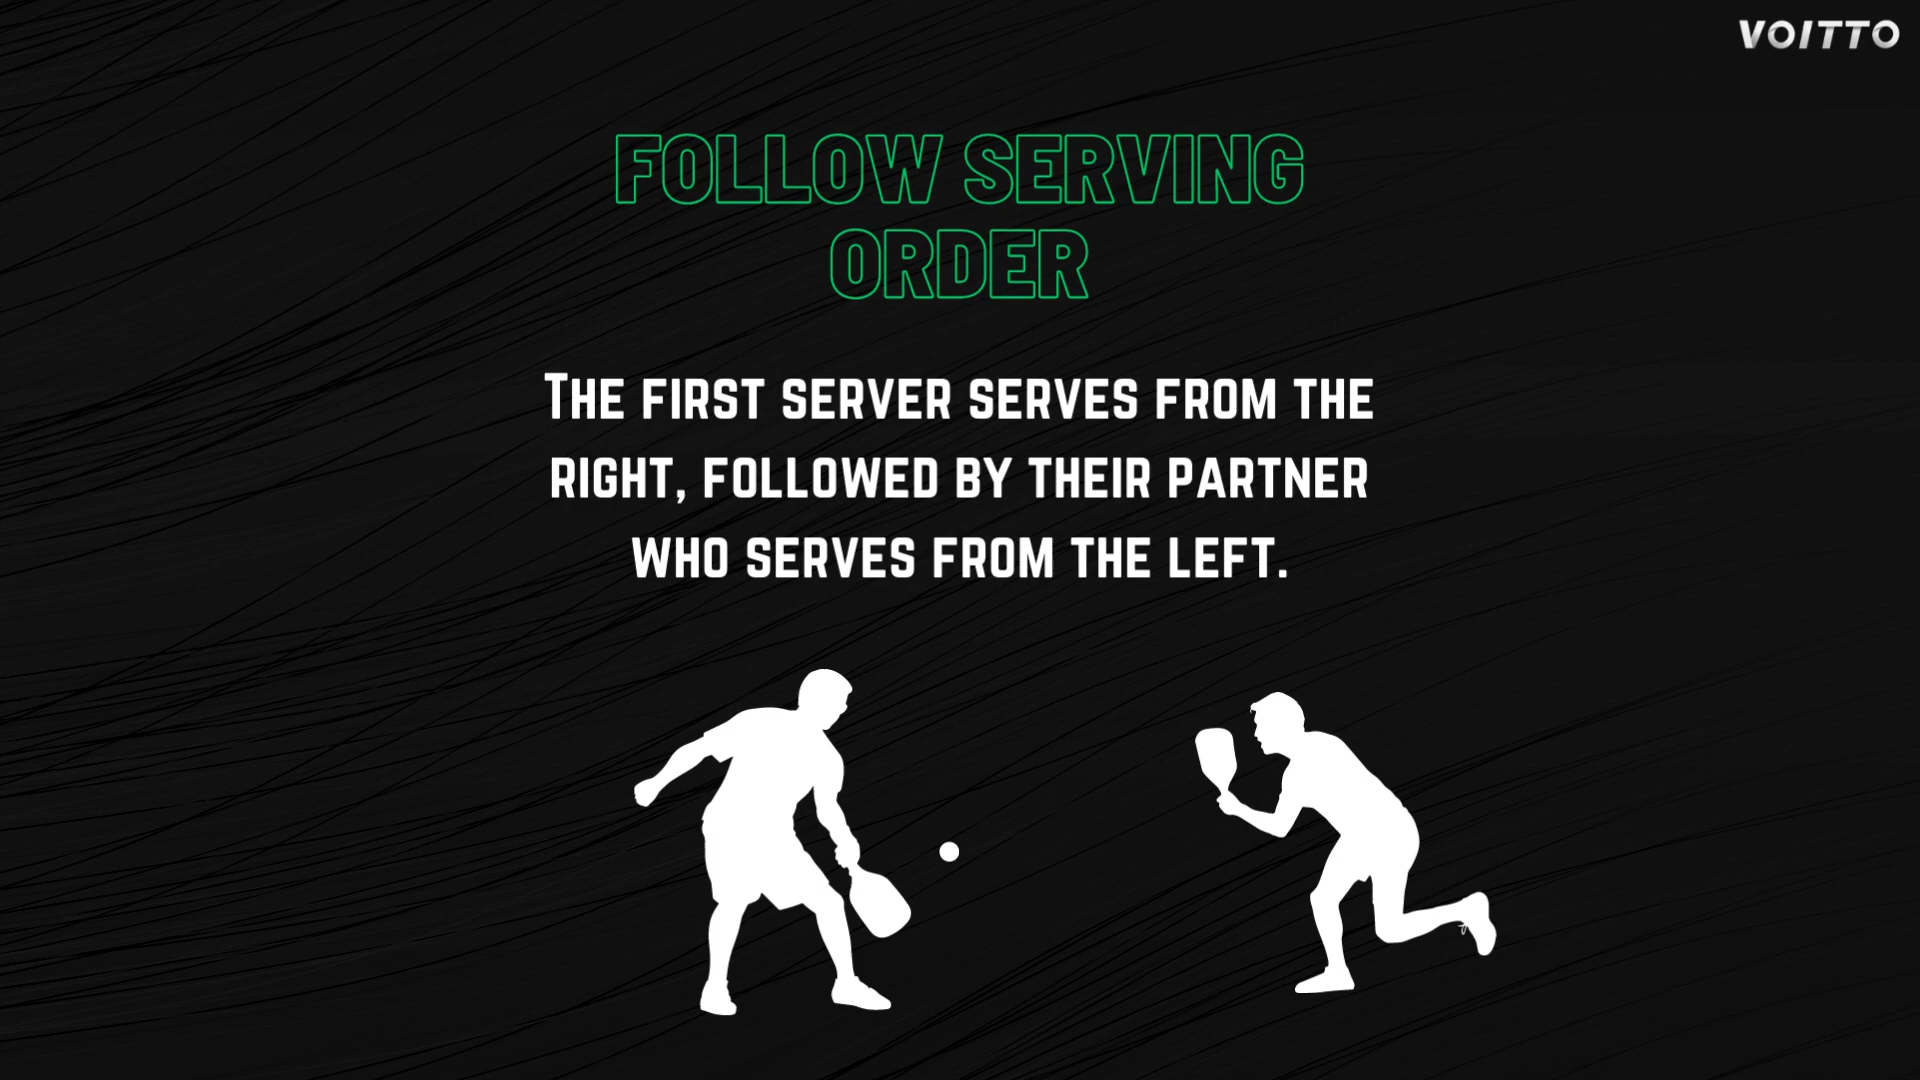 VOITTO
FOLLOW SERVING
ORDER
The first server serves from the
right, followed by their partner
who serves from the left.